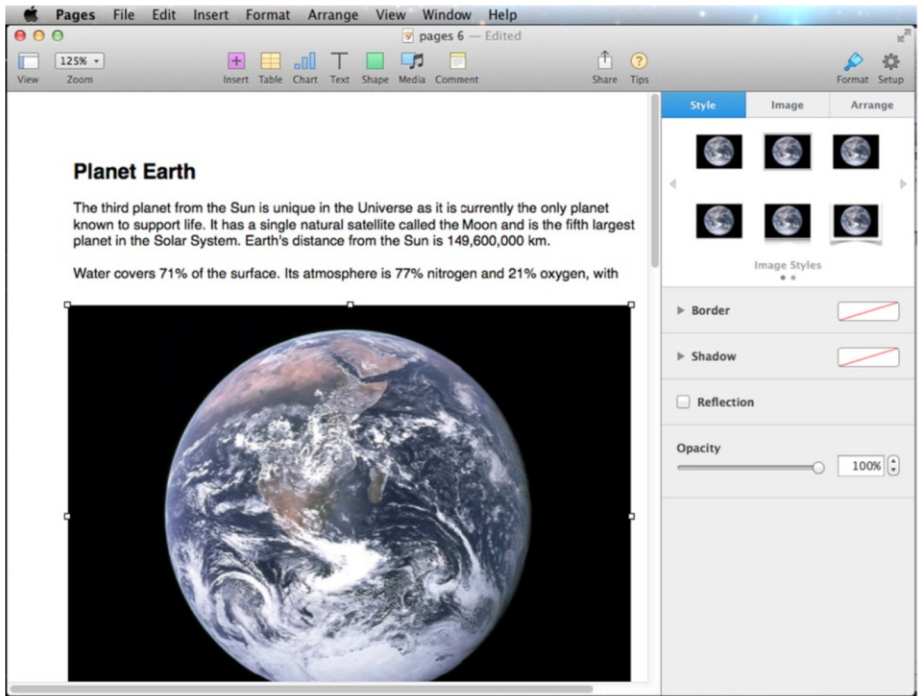 Pages File Edit Insert Format Arrange View Window Help
pages 6 — Edited
125%
View Zoom Insert Table Chart Text Shape Media Comment Share Tips Format Setup
Style Image Arrange
Planet Earth
The third planet from the Sun is unique in the Universe as it is currently the only planet
known to support life. It has a single natural satellite called the Moon and is the fifth largest
planet in the Solar System. Earth's distance from the Sun is 149,600,000 km.
Water covers 71% of the surface. Its atmosphere is 77% nitrogen and 21% oxygen, with
Image Styles
Border
Shadow
Reflection
Opacity
100%